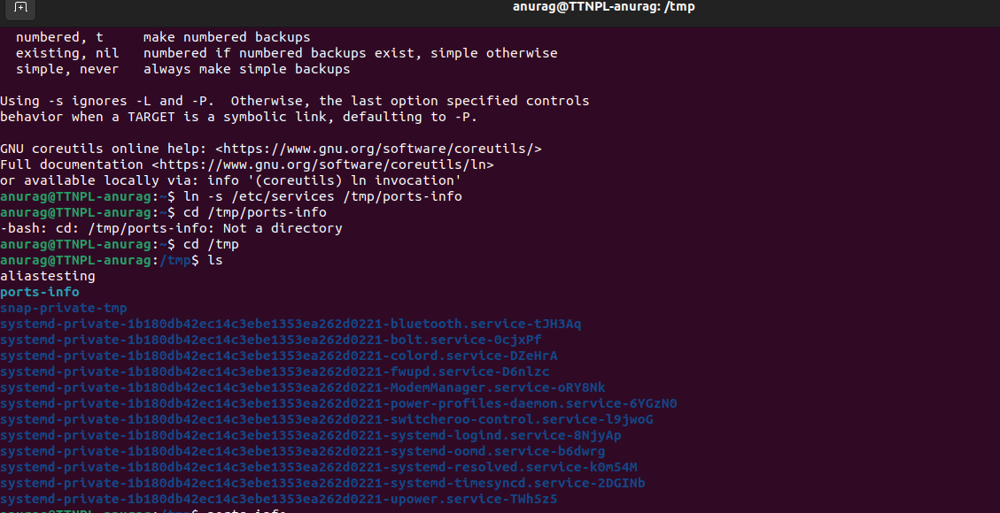 anurag@TTNPL-anurag: /tmp
  numbered, t     make numbered backups
  existing, nil   numbered if numbered backups exist, simple otherwise
  simple, never   always make simple backups
Using -s ignores -L and -P.  Otherwise, the last option specified controls
behavior when a TARGET is a symbolic link, defaulting to -P.
GNU coreutils online help: <https://www.gnu.org/software/coreutils/>
Full documentation <https://www.gnu.org/software/coreutils/ln>
or available locally via: info '(coreutils) ln invocation'
anurag@TTNPL-anurag:~$ ln -s /etc/services /tmp/ports-info
anurag@TTNPL-anurag:~$ cd /tmp/ports-info
-bash: cd: /tmp/ports-info: Not a directory
anurag@TTNPL-anurag:~$ cd /tmp
anurag@TTNPL-anurag:/tmp$ ls
aliastesting
ports-info
snap-private-tmp
systemd-private-1b180db42ec14c3ebe1353ea262d0221-bluetooth.service-tJH3Aq
systemd-private-1b180db42ec14c3ebe1353ea262d0221-bolt.service-0cjxPf
systemd-private-1b180db42ec14c3ebe1353ea262d0221-colord.service-DZeHrA
systemd-private-1b180db42ec14c3ebe1353ea262d0221-fwupd.service-D6nlzc
systemd-private-1b180db42ec14c3ebe1353ea262d0221-ModemManager.service-oRY8Nk
systemd-private-1b180db42ec14c3ebe1353ea262d0221-power-profiles-daemon.service-6YGzN0
systemd-private-1b180db42ec14c3ebe1353ea262d0221-switcheroo-control.service-l9jwoG
systemd-private-1b180db42ec14c3ebe1353ea262d0221-systemd-logind.service-8NjyAp
systemd-private-1b180db42ec14c3ebe1353ea262d0221-systemd-oomd.service-b6dwrg
systemd-private-1b180db42ec14c3ebe1353ea262d0221-systemd-resolved.service-k0m54M
systemd-private-1b180db42ec14c3ebe1353ea262d0221-systemd-timesyncd.service-2DGINb
systemd-private-1b180db42ec14c3ebe1353ea262d0221-upower.service-TWh5z5
anurag@TTNPL-anurag:/tmp$ ports-info